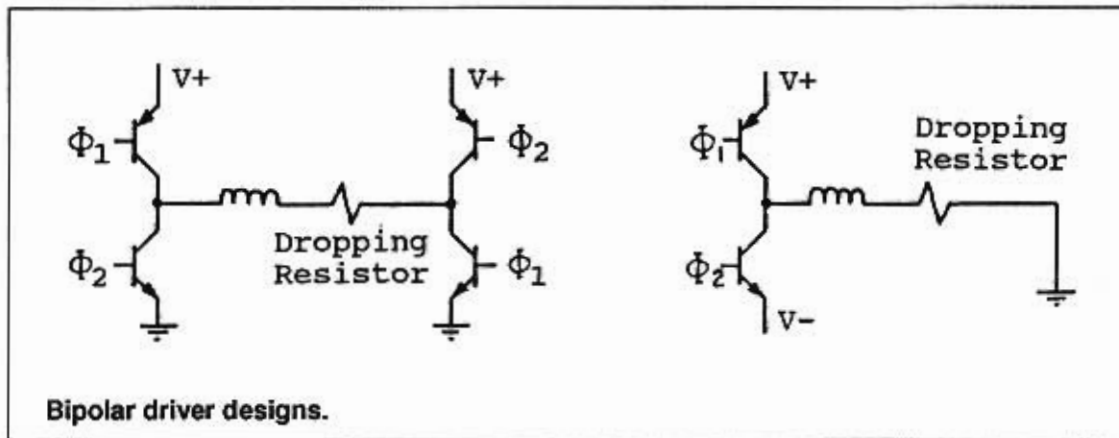 V+
V+
Φ1
Φ2
Dropping
Resistor
Φ2
Φ1
V+
Φ1
Dropping
Resistor
Φ2
V-
Bipolar driver designs.